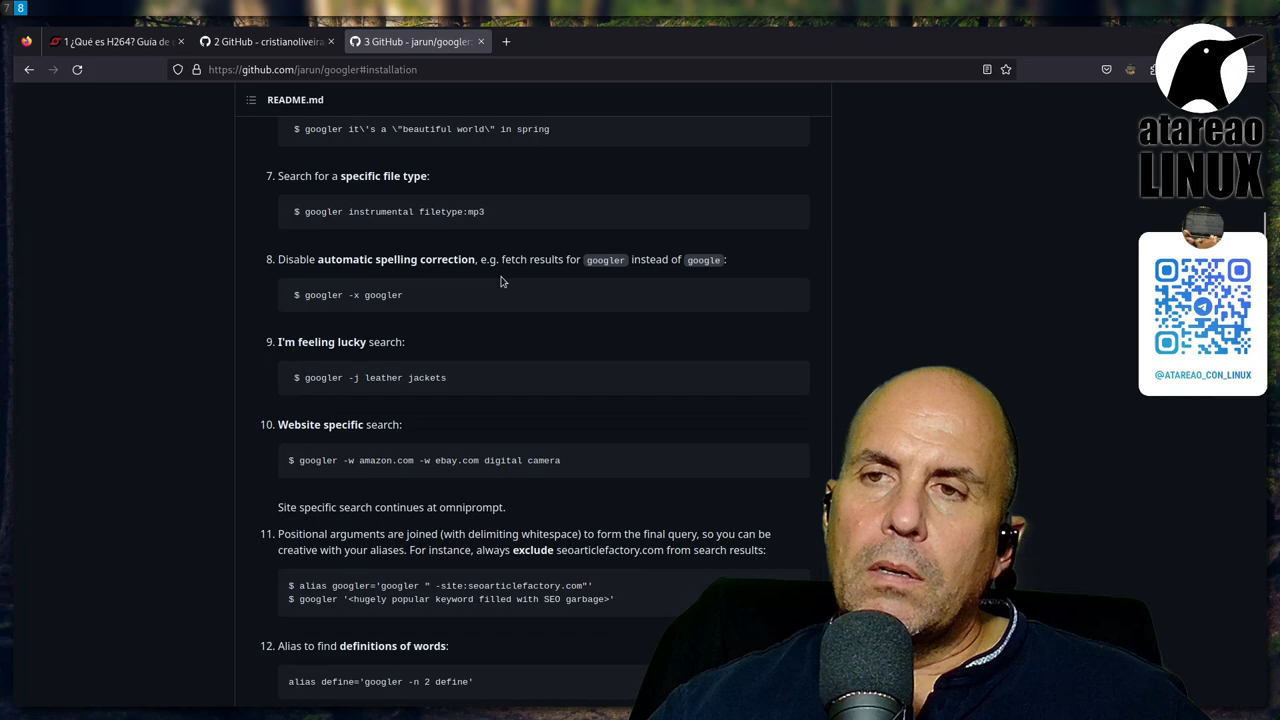 7 8
1 ¿Qué es H264? Guía de
2 GitHub - cristianoliveira
3 GitHub - jarun/googler:
https://github.com/jarun/googler#installation
README.md
$ googler it\'s a \"beautiful world\" in spring
7. Search for a specific file type:
$ googler instrumental filetype:mp3
8. Disable automatic spelling correction, e.g. fetch results for googler instead of google:
$ googler -x googler
9. I'm feeling lucky search:
$ googler -j leather jackets
10. Website specific search:
$ googler -w amazon.com -w ebay.com digital camera
Site specific search continues at omniprompt.
11. Positional arguments are joined (with delimiting whitespace) to form the final query, so you can
creative with your aliases. For instance, always exclude seoarticlefactory.com from search results:
$ alias googler='googler " -site:seoarticlefactory.com"'
$ googler '<hugely popular keyword filled with SEO garbage>'
12. Alias to find definitions of words:
alias define='googler -n 2 define'
atareao
LINUX
@ATAREAO_CON_LINUX